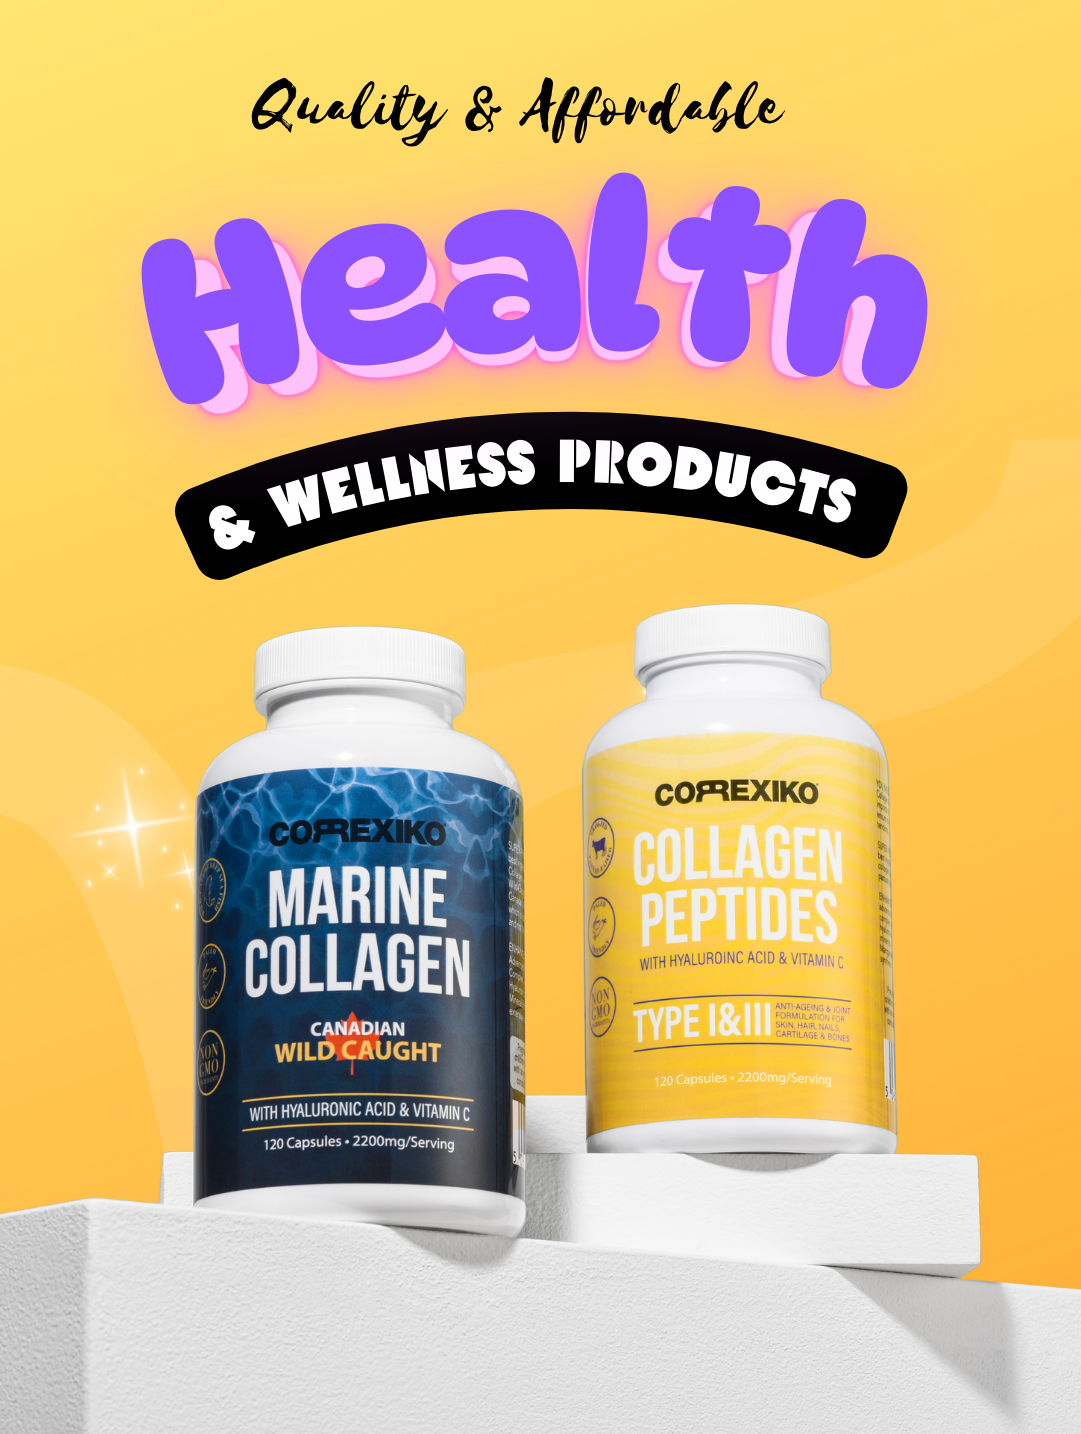 Quality & Affordable
Health
& WELLNESS PRODUCTS
CORREXIKO
MARINE
COLLAGEN
CANADIAN
WILD CAUGHT
WITH HYALURONIC ACID & VITAMIN C
120 Capsules • 2200mg/Serving
NON
GMO
CORREXIKO
COLLAGEN
PEPTIDES
WITH HYALUROINC ACID & VITAMIN C
TYPE I&III
ANTI-AGEING & JOINT
FORMULATION FOR
SKIN, HAIR, NAILS,
CARTILAGE & BONES
120 Capsules • 2200mg/Serving
NON
GMO